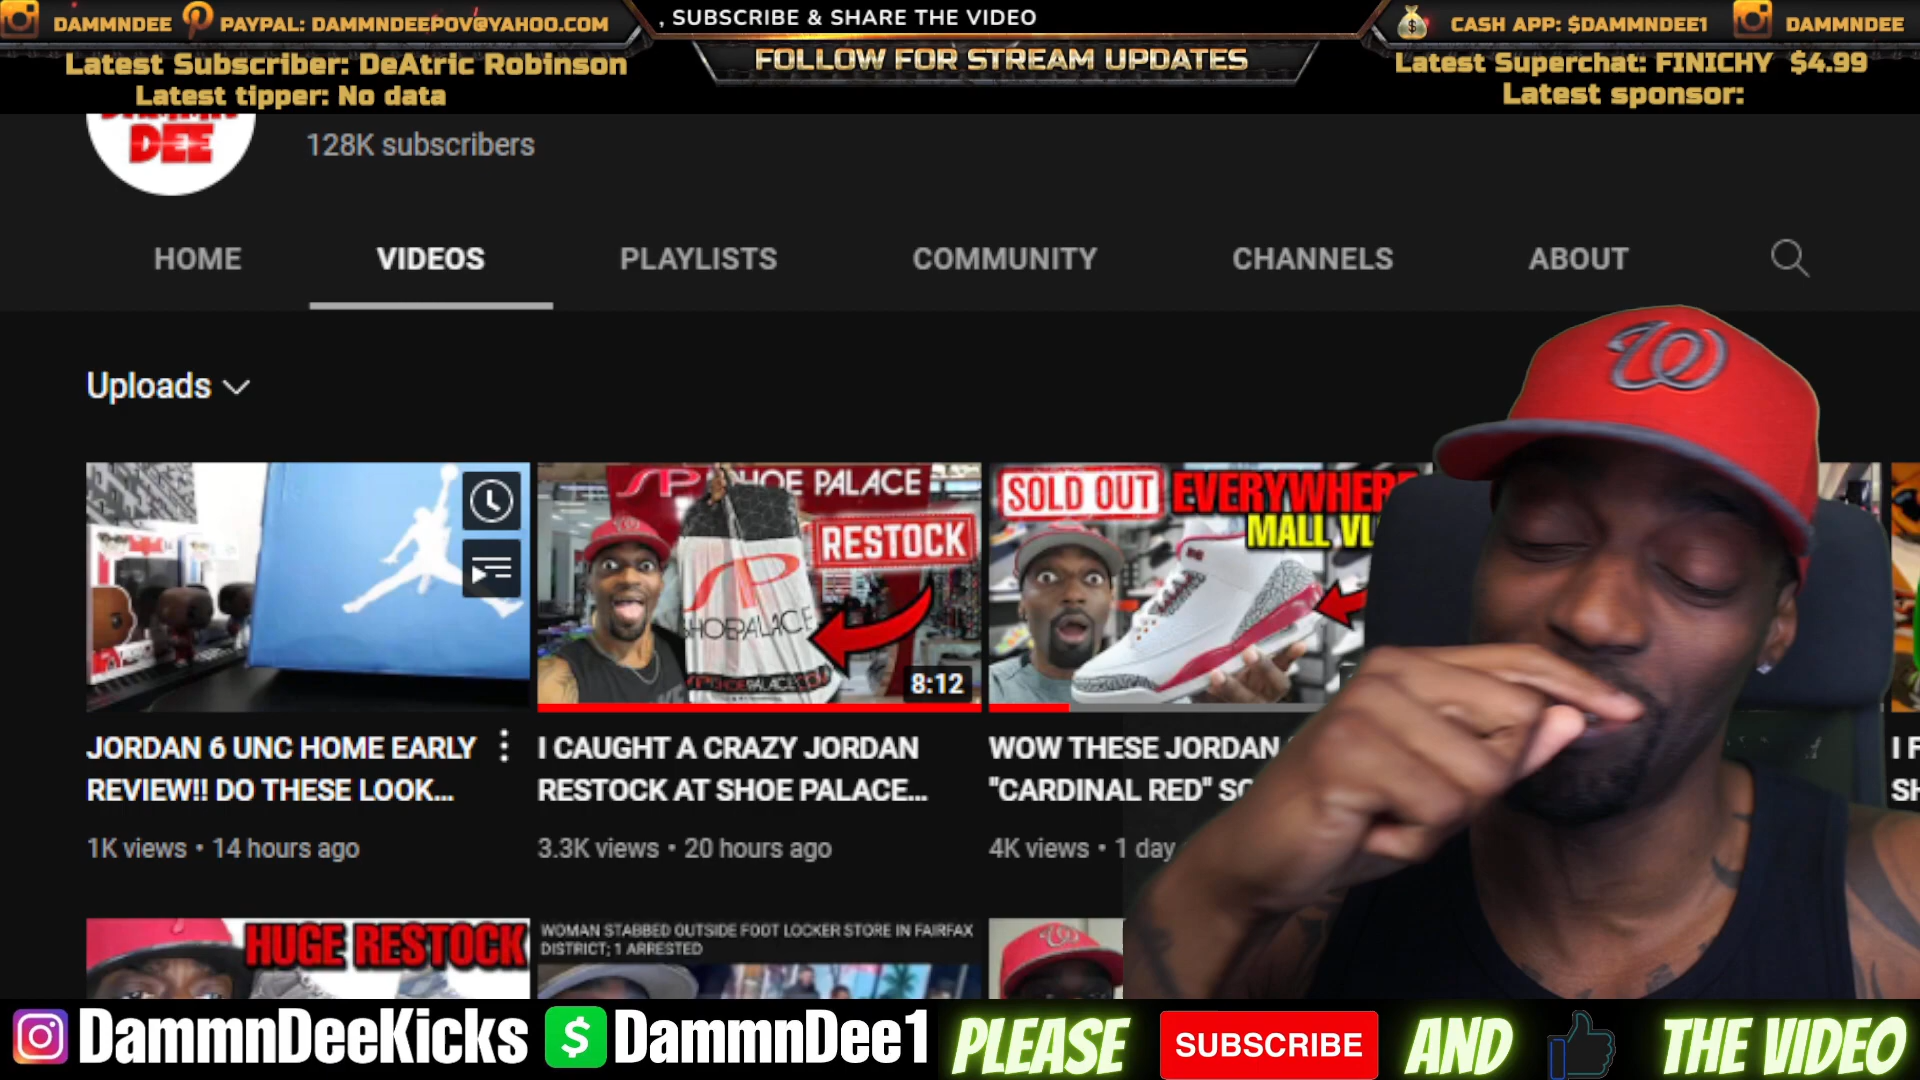 DAMMNDEE PAYPAL: DAMMNDEEPOV@YAHOO.COM
, SUBSCRIBE & SHARE THE VIDEO
CASH APP: $DAMMNDEE1 DAMMNDEE
Latest Subscriber: DeAtric Robinson
FOLLOW FOR STREAM UPDATES
Latest Superchat: FINICHY $4.99
Latest tipper: No data
Latest sponsor:
DEE
128K subscribers
HOME VIDEOS PLAYLISTS COMMUNITY CHANNELS ABOUT
Uploads
SP SHOE PALACE
RESTOCK
SP
SHOEPALACE
8:12
SOLD OUT EVERYWHERE
MALL VL
JORDAN 6 UNC HOME EARLY
REVIEW!! DO THESE LOOK...
1K views • 14 hours ago
I CAUGHT A CRAZY JORDAN
RESTOCK AT SHOE PALACE...
3.3K views • 20 hours ago
WOW THESE JORDAN
"CARDINAL RED" SO
4K views • 1 day
I F
SH
HUGE RESTOCK
WOMAN STABBED OUTSIDE FOOT LOCKER STORE IN FAIRFAX
DISTRICT; 1 ARRESTED
W
DammnDeeKicks $ DammnDee1 PLEASE SUBSCRIBE AND THE VIDEO